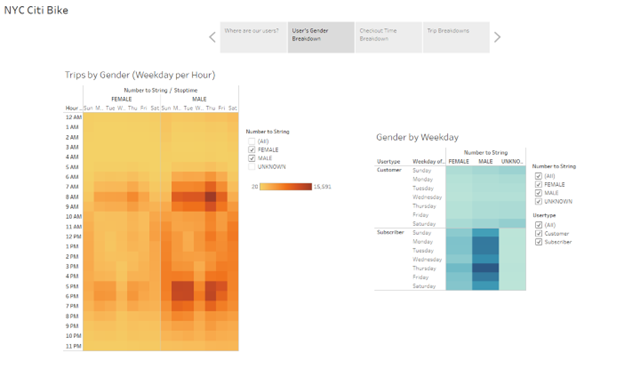 NYC Citi Bike
Where are our users?
User's Gender
Breakdown
Checkout Time
Breakdown
Trip Breakdowns
Trips by Gender (Weekday per Hour)
Number to String / Stoptime
FEMALE MALE
Hour .. Sun M.. Tue W.. Thu Fri Sat Sun M.. Tue W.. Thu Fri Sat
12 AM
1 AM
2 AM
3 AM
4 AM
5 AM
6 AM
7 AM
8 AM
9 AM
10 AM
11 AM
12 PM
1 PM
2 PM
3 PM
4 PM
5 PM
6 PM
7 PM
8 PM
9 PM
10 PM
11 PM
Number to String
(All)
FEMALE
MALE
UNKNOWN
20
Gender by Weekday
Number to String
Usertype Weekday of.. FEMALE MALE UNKNO..
Customer Sunday
Monday
Tuesday
Wednesday
Thursday
Friday
Saturday
Subscriber Sunday
Monday
Tuesday
Wednesday
Thursday
Friday
Saturday
Number to String
(All)
FEMALE
MALE
UNKNOWN
Usertype
(All)
Customer
Subscriber